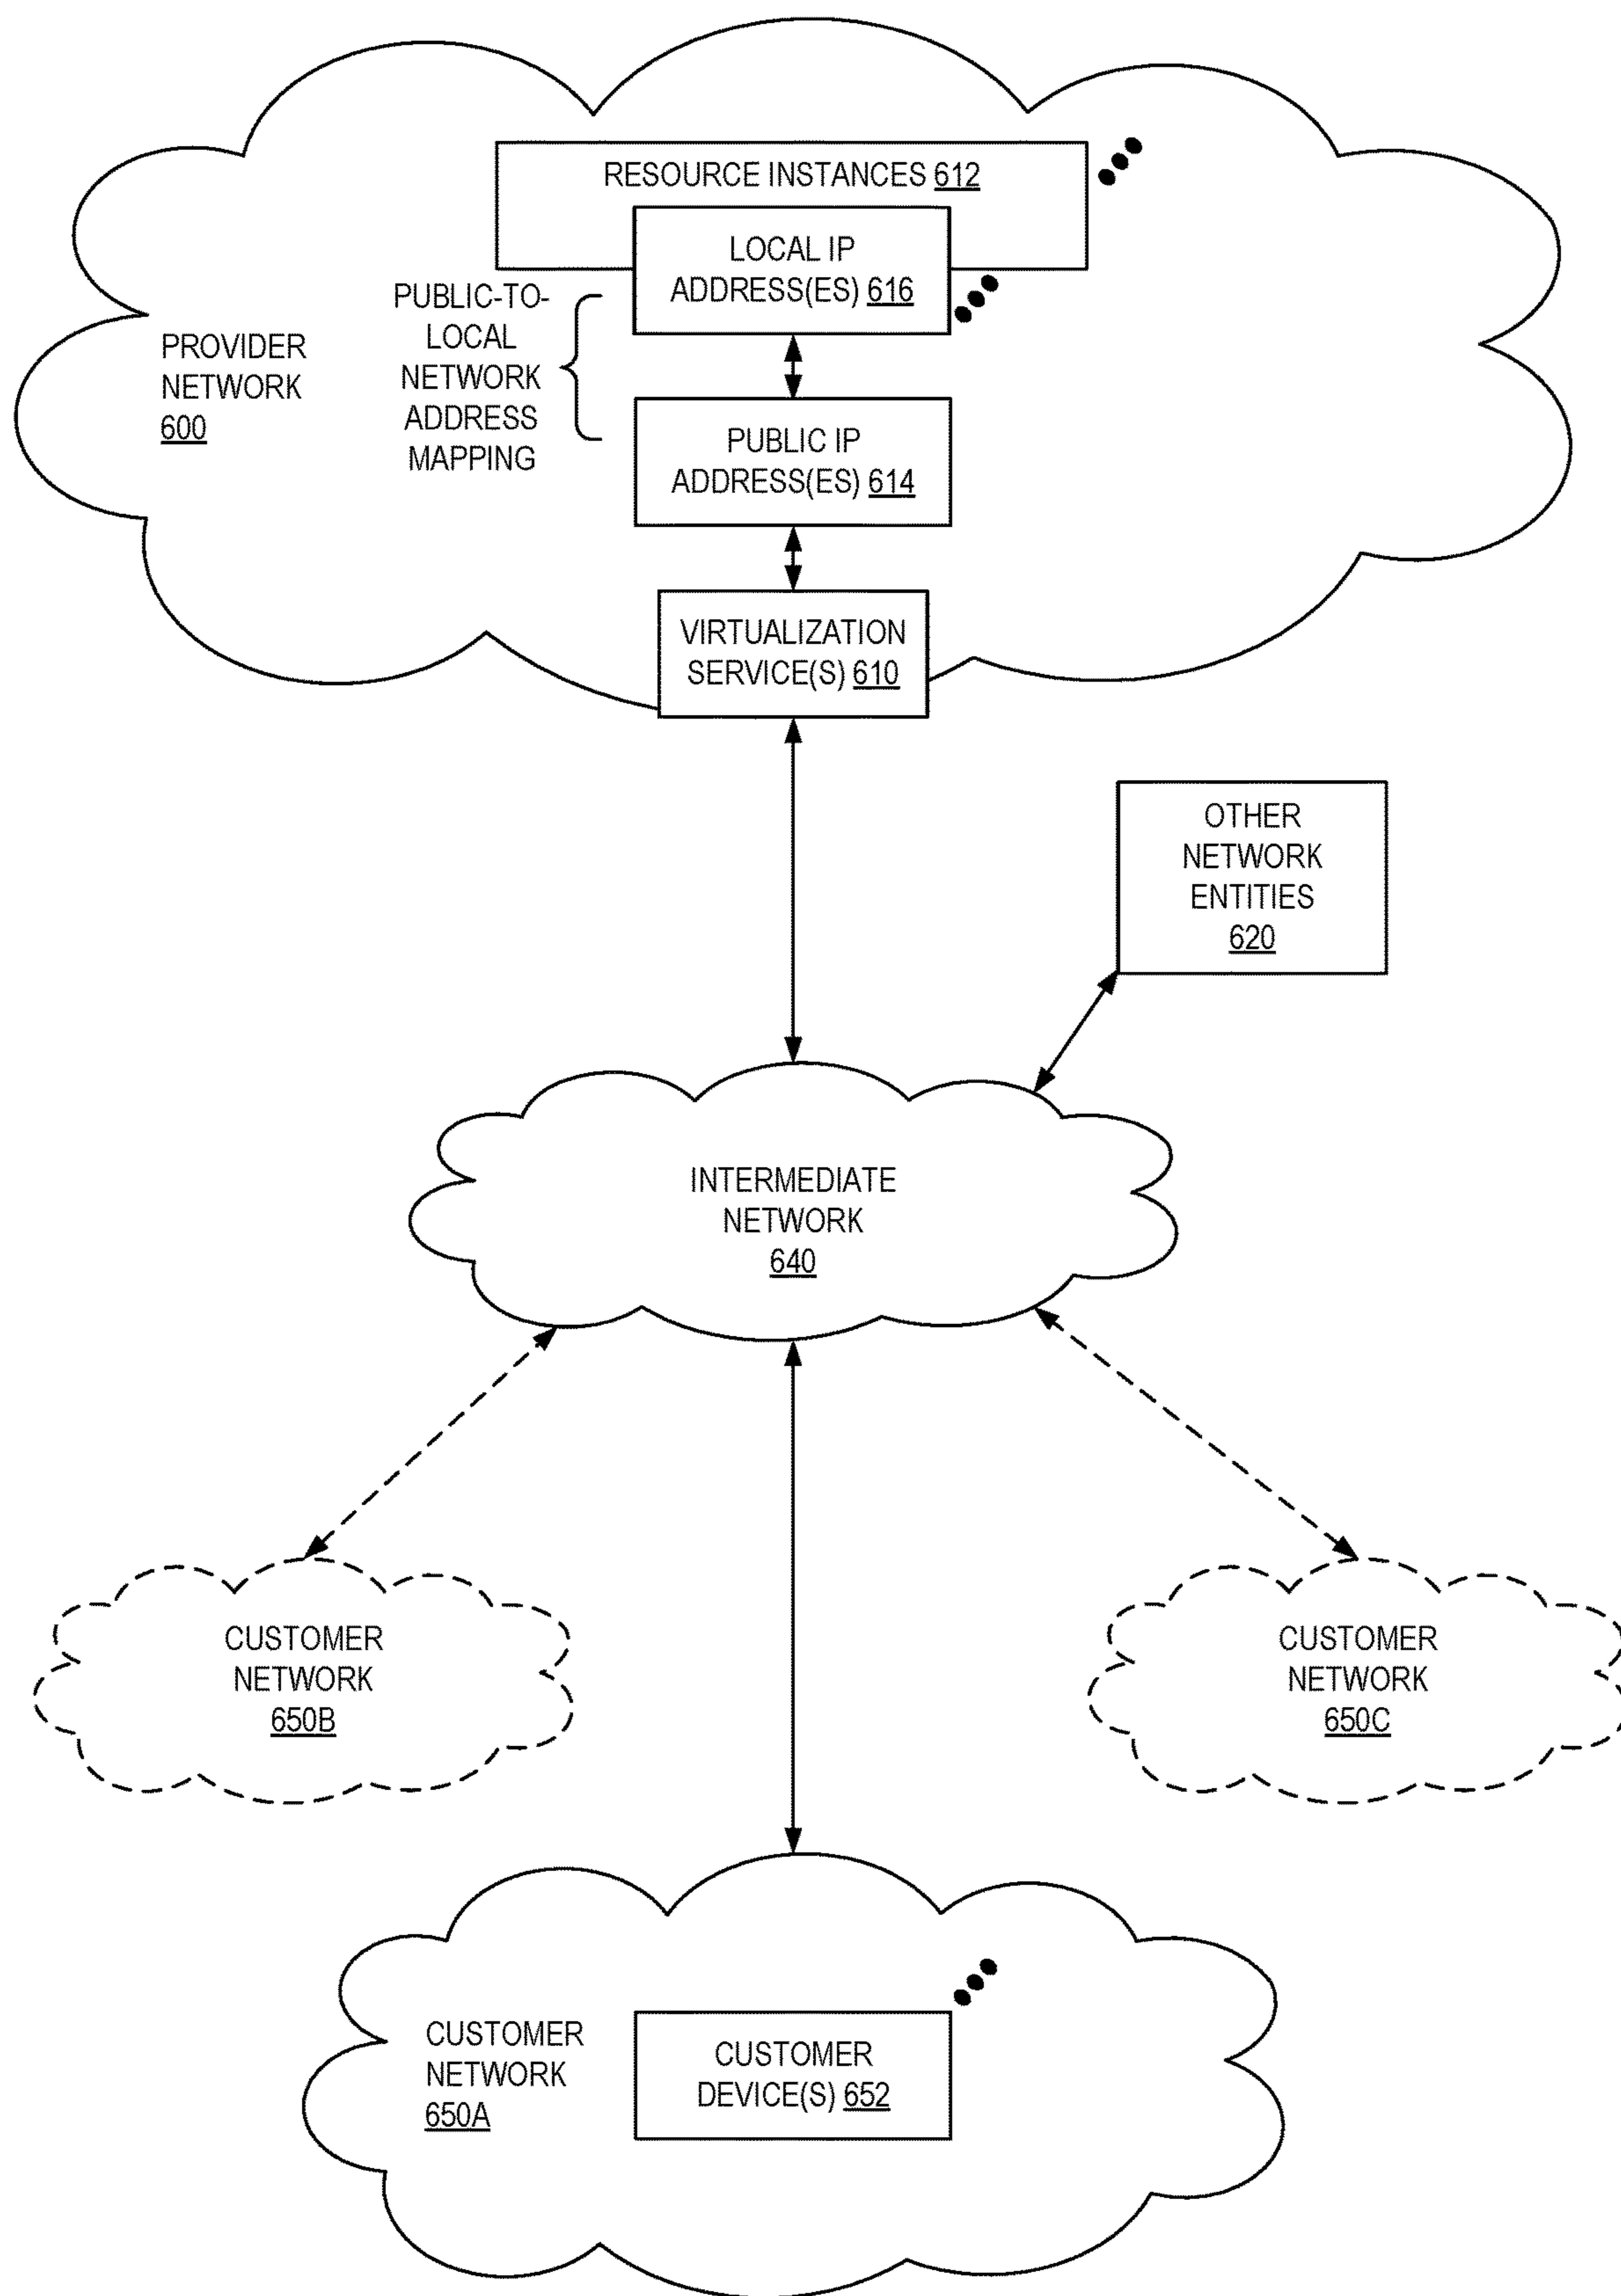 RESOURCE INSTANCES 612
LOCAL IP
ADDRESS(ES) 616
PUBLIC-TO-
LOCAL
NETWORK
ADDRESS
MAPPING
PROVIDER
NETWORK
600
PUBLIC IP
ADDRESS(ES) 614
VIRTUALIZATION
SERVICE(S) 610
OTHER
NETWORK
ENTITIES
620
INTERMEDIATE
NETWORK
640
CUSTOMER
NETWORK
650B
CUSTOMER
NETWORK
650C
CUSTOMER
NETWORK
650A
CUSTOMER
DEVICE(S) 652